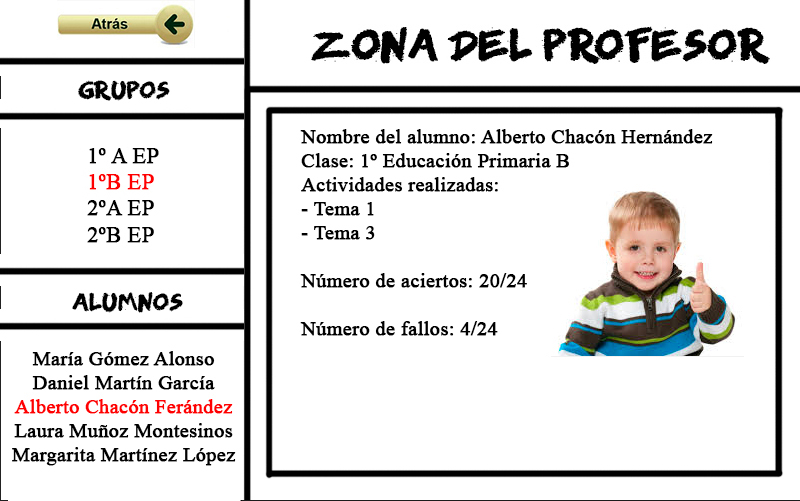 Atrás
ZONA DEL PROFESOR
GRUPOS
1º A EP
1ºB EP
2ºA EP
2ºB EP
ALUMNOS
María Gómez Alonso
Daniel Martín García
Alberto Chacón Ferández
Laura Muñoz Montesinos
Margarita Martínez López
Nombre del alumno: Alberto Chacón Hernández
Clase: 1º Educación Primaria B
Actividades realizadas:
- Tema 1
- Tema 3
Número de aciertos: 20/24
Número de fallos: 4/24